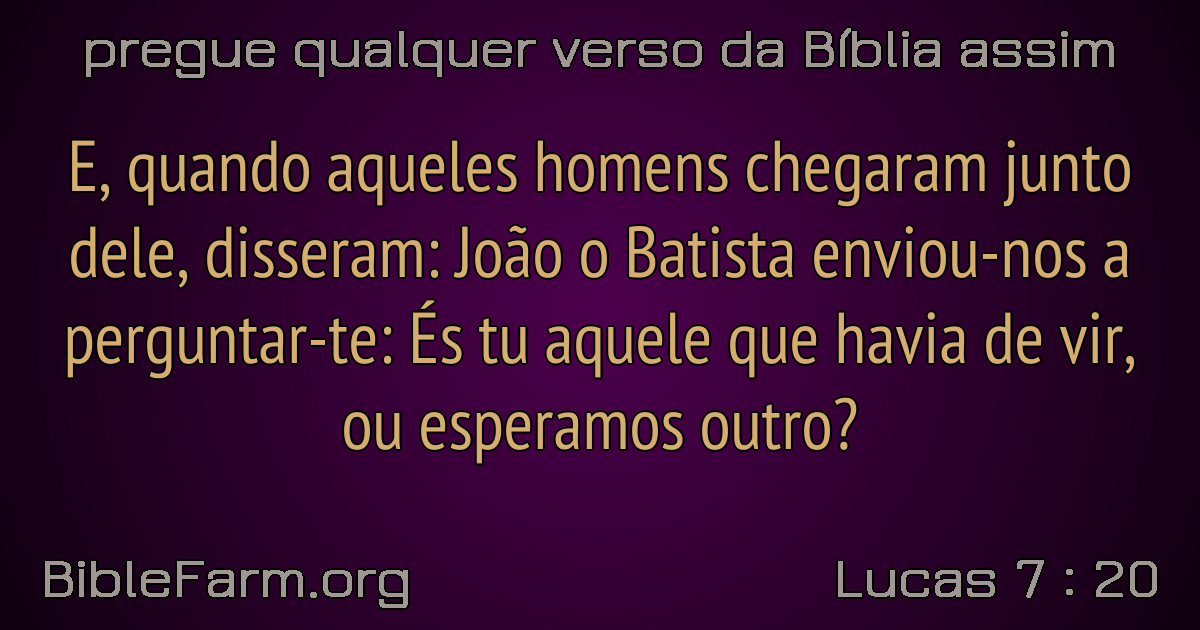 pregue qualquer verso da Bíblia assim
E, quando aqueles homens chegaram junto
dele, disseram: João o Batista enviou-nos a
perguntar-te: És tu aquele que havia de vir,
ou esperamos outro?
BibleFarm.org
Lucas 7 : 20